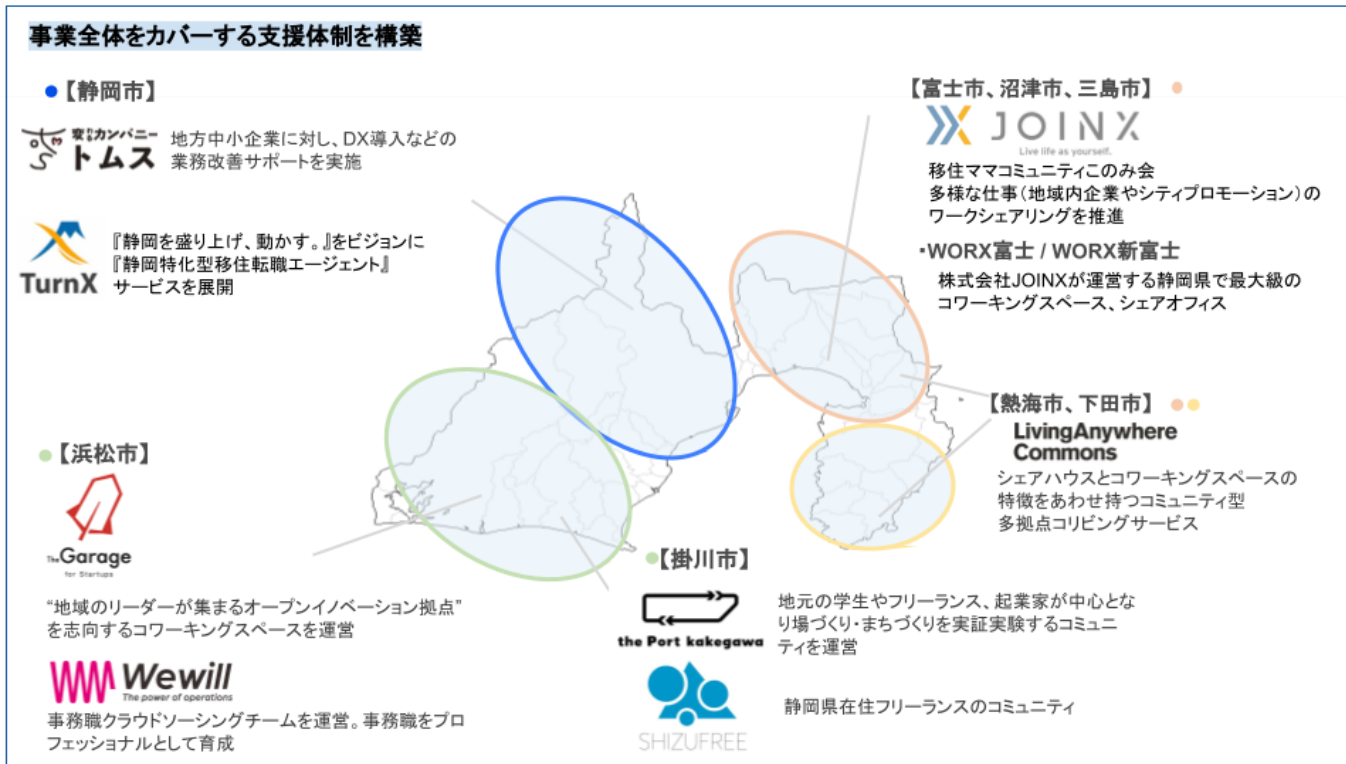 事業全体をカバーする支援体制を構築
【静岡市】
変なカンパニー
トムス
地方中小企業に対し、DX導入などの
業務改善サポートを実施
TurnX
『静岡を盛り上げ、動かす。』をビジョンに
『静岡特化型移住転職エージェント』
サービスを展開
【富士市、沼津市、三島市】
JOINX
Live life as yourself.
移住ママコミュニティこのみ会
多様な仕事(地域内企業やシティプロモーション)の
ワークシェアリングを推進
・WORX富士 / WORX新富士
株式会社JOINXが運営する静岡県で最大級の
コワーキングスペース、シェアオフィス
【熱海市、下田市】
LivingAnywhere
Commons
シェアハウスとコワーキングスペースの
特徴をあわせ持つコミュニティ型
多拠点コリビングサービス
【浜松市】
The Garage
for Startups
“地域のリーダーが集まるオープンイノベーション拠点”
を志向するコワーキングスペースを運営
Wewill
The power of operations
事務職クラウドソーシングチームを運営。事務職をプロ
フェッショナルとして育成
【掛川市】
the Port kakegawa
地元の学生やフリーランス、起業家が中心とな
り場づくり・まちづくりを実証実験するコミュニ
ティを運営
SHIZUFREE
静岡県在住フリーランスのコミュニティ